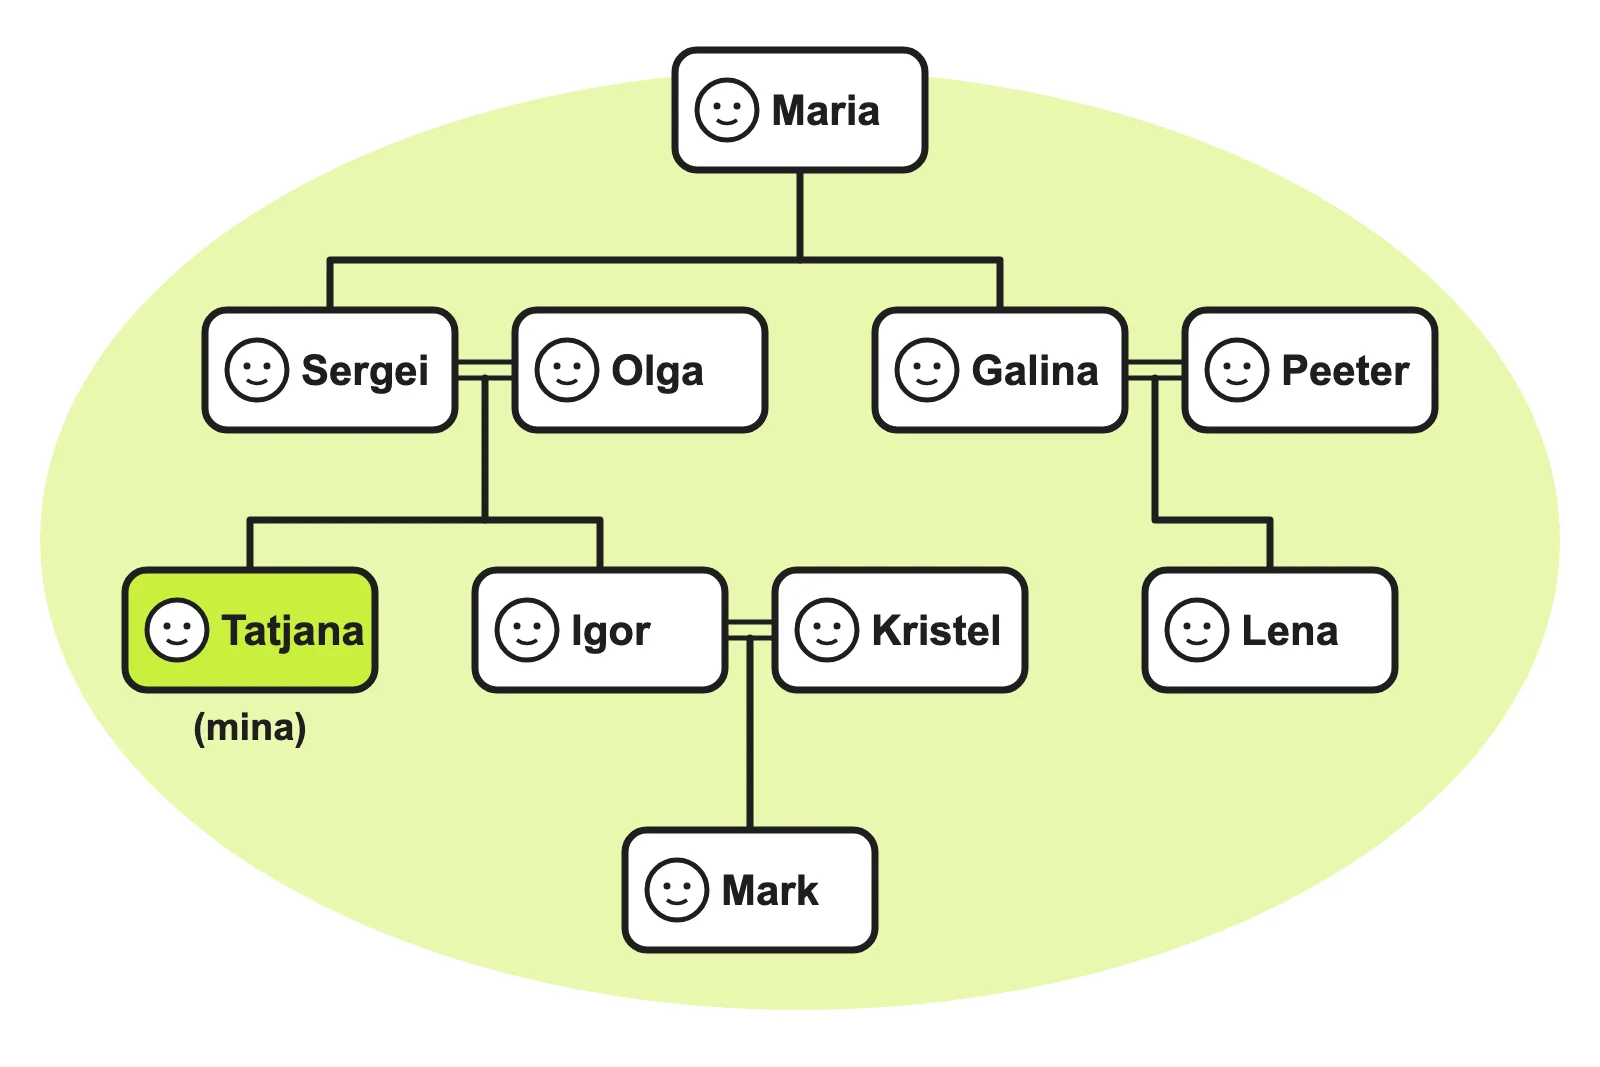 Maria
Sergei
Olga
Galina
Peeter
Tatjana
Igor
Kristel
Lena
(mina)
Mark